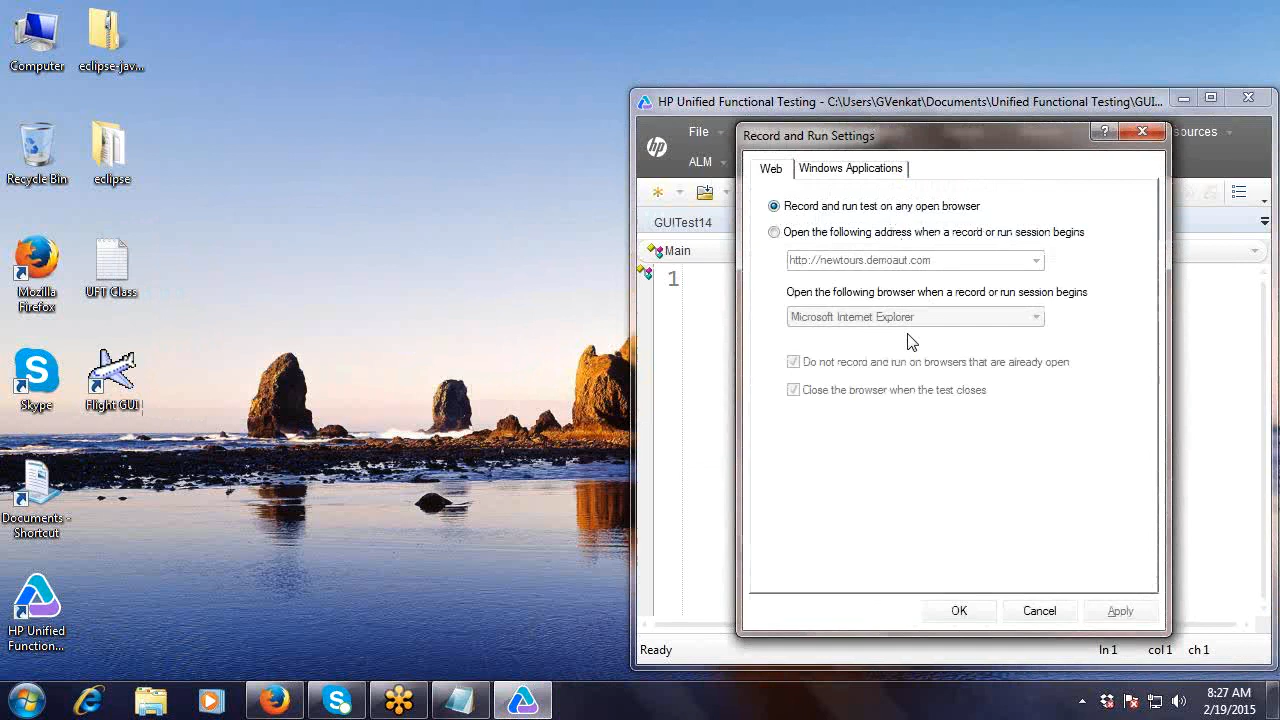 Computer
eclipse-jav...
Recycle Bin
eclipse
Mozilla
Firefox
UFT Class
Skype
Flight GUI
Documents -
Shortcut
HP Unified
Function...
HP Unified Functional Testing - C:\Users\GVenkat\Documents\Unified Functional Testing\GUI...
hp
File
ALM
sources
GUITest14
Main
1
Record and Run Settings
?
Web
Windows Applications
Record and run test on any open browser
Open the following address when a record or run session begins
http://newtours.demoaut.com
Open the following browser when a record or run session begins
Microsoft Internet Explorer
Do not record and run on browsers that are already open
Close the browser when the test closes
OK
Cancel
Apply
Ready
ln 1
col 1
ch 1
8:27 AM
2/19/2015